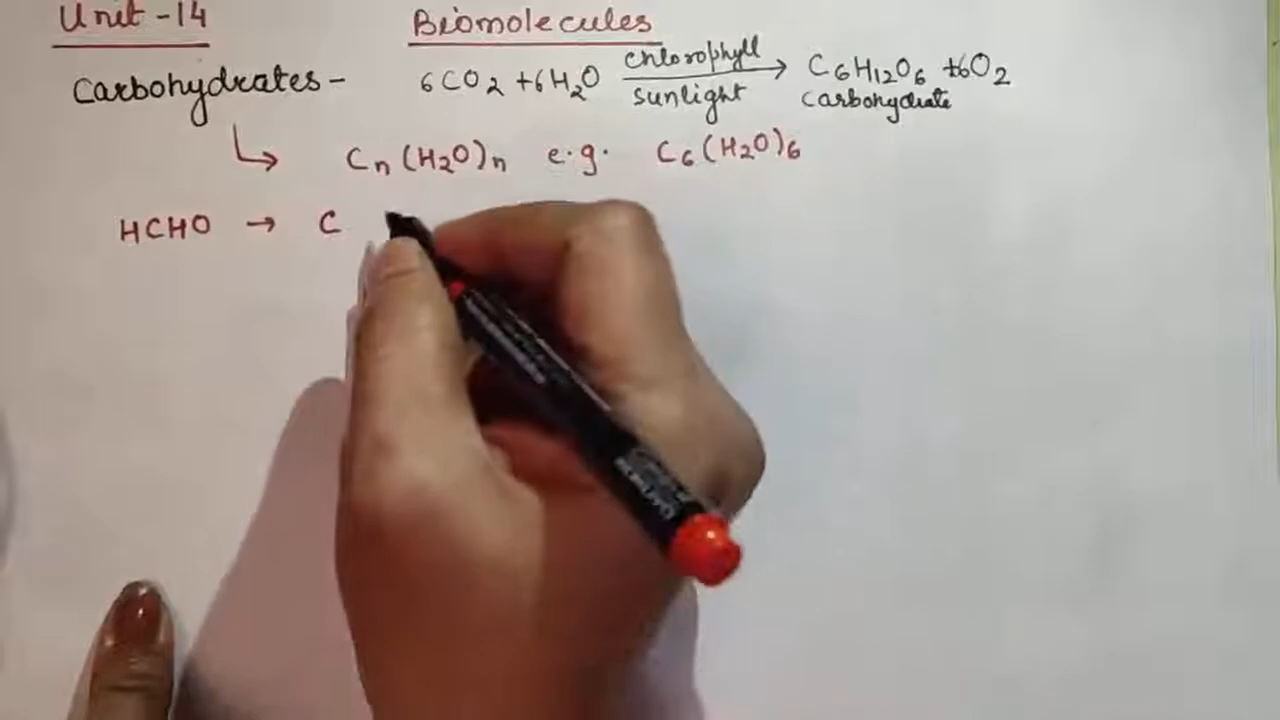 Unit -14 Biomolecules
Carbohydrates - 6CO2 +6H2O chlorophyll sunlight → C6H12O6 +6O2
carbohydrate
↳ Cn(H2O)n e.g. C6(H2O)6
HCHO → C